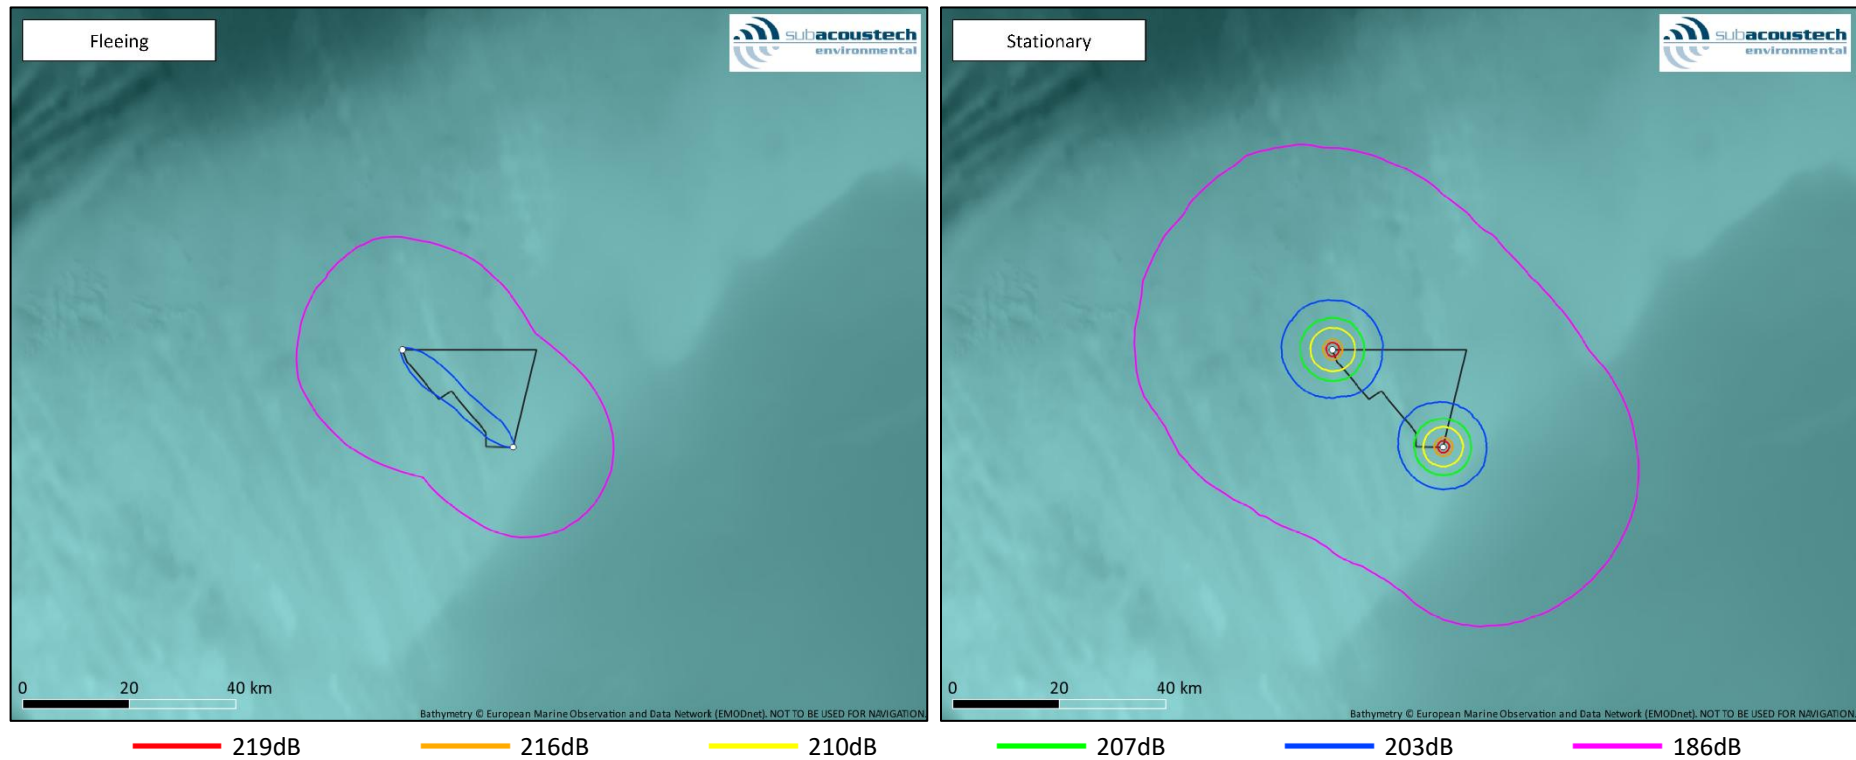 Fleeing
subacoustech
environmental
0 20 40 km
Bathymetry © European Marine Observation and Data Network (EMODnet). NOT TO BE USED FOR NAVIGATION.
Stationary
subacoustech
environmental
0 20 40 km
Bathymetry © European Marine Observation and Data Network (EMODnet). NOT TO BE USED FOR NAVIGATION.
219dB 216dB 210dB 207dB 203dB 186dB